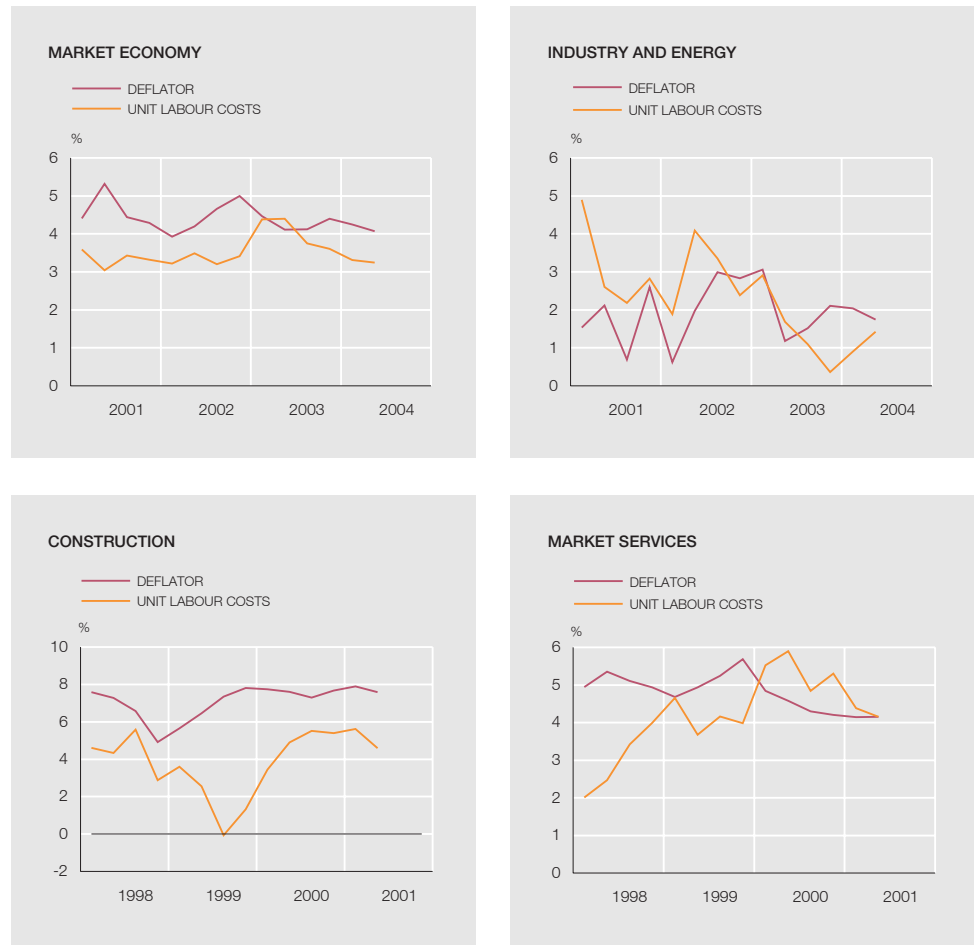 MARKET ECONOMY
DEFLATOR
UNIT LABOUR COSTS
%
6
5
4
3
2
1
0
2001 2002 2003 2004
INDUSTRY AND ENERGY
DEFLATOR
UNIT LABOUR COSTS
%
6
5
4
3
2
1
0
2001 2002 2003 2004
CONSTRUCTION
DEFLATOR
UNIT LABOUR COSTS
%
10
8
6
4
2
0
-2
1998 1999 2000 2001
MARKET SERVICES
DEFLATOR
UNIT LABOUR COSTS
%
6
5
4
3
2
1
0
1998 1999 2000 2001